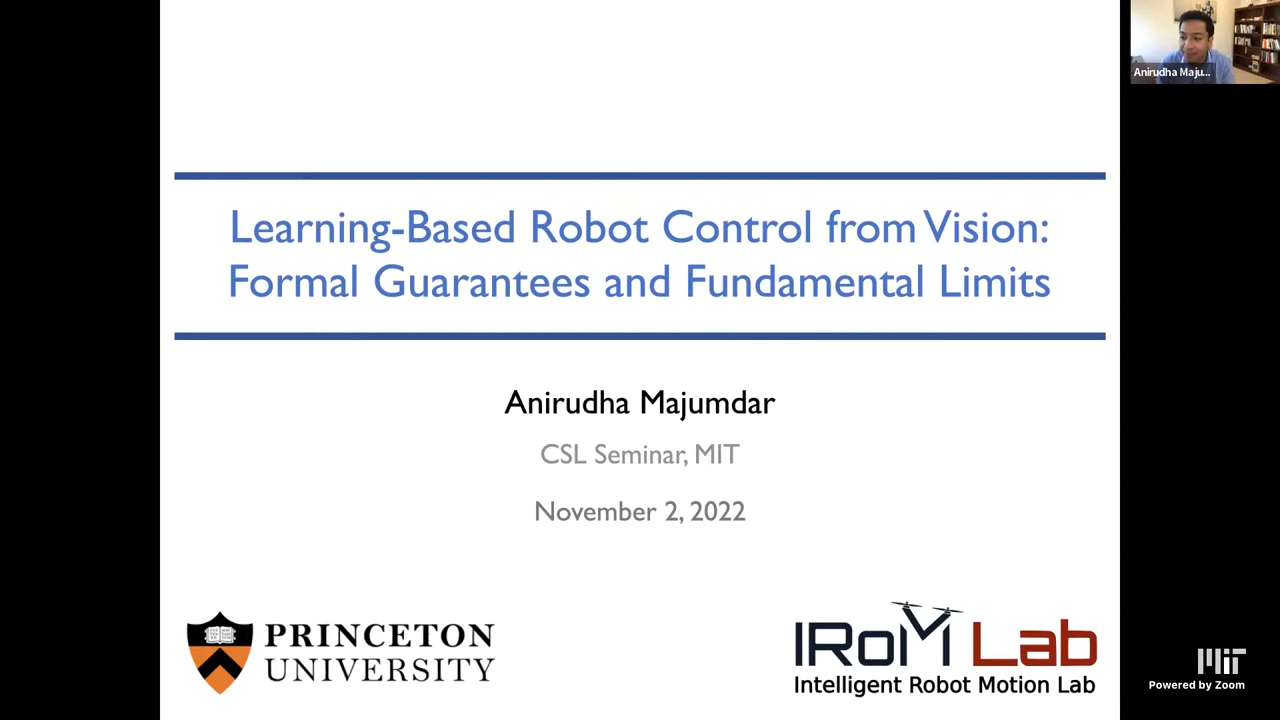 Anirudha Maju...
Learning-Based Robot Control from Vision:
Formal Guarantees and Fundamental Limits
Anirudha Majumdar
CSL Seminar, MIT
November 2, 2022
PRINCETON
UNIVERSITY
IRoM Lab
Intelligent Robot Motion Lab
MIT
Powered by Zoom